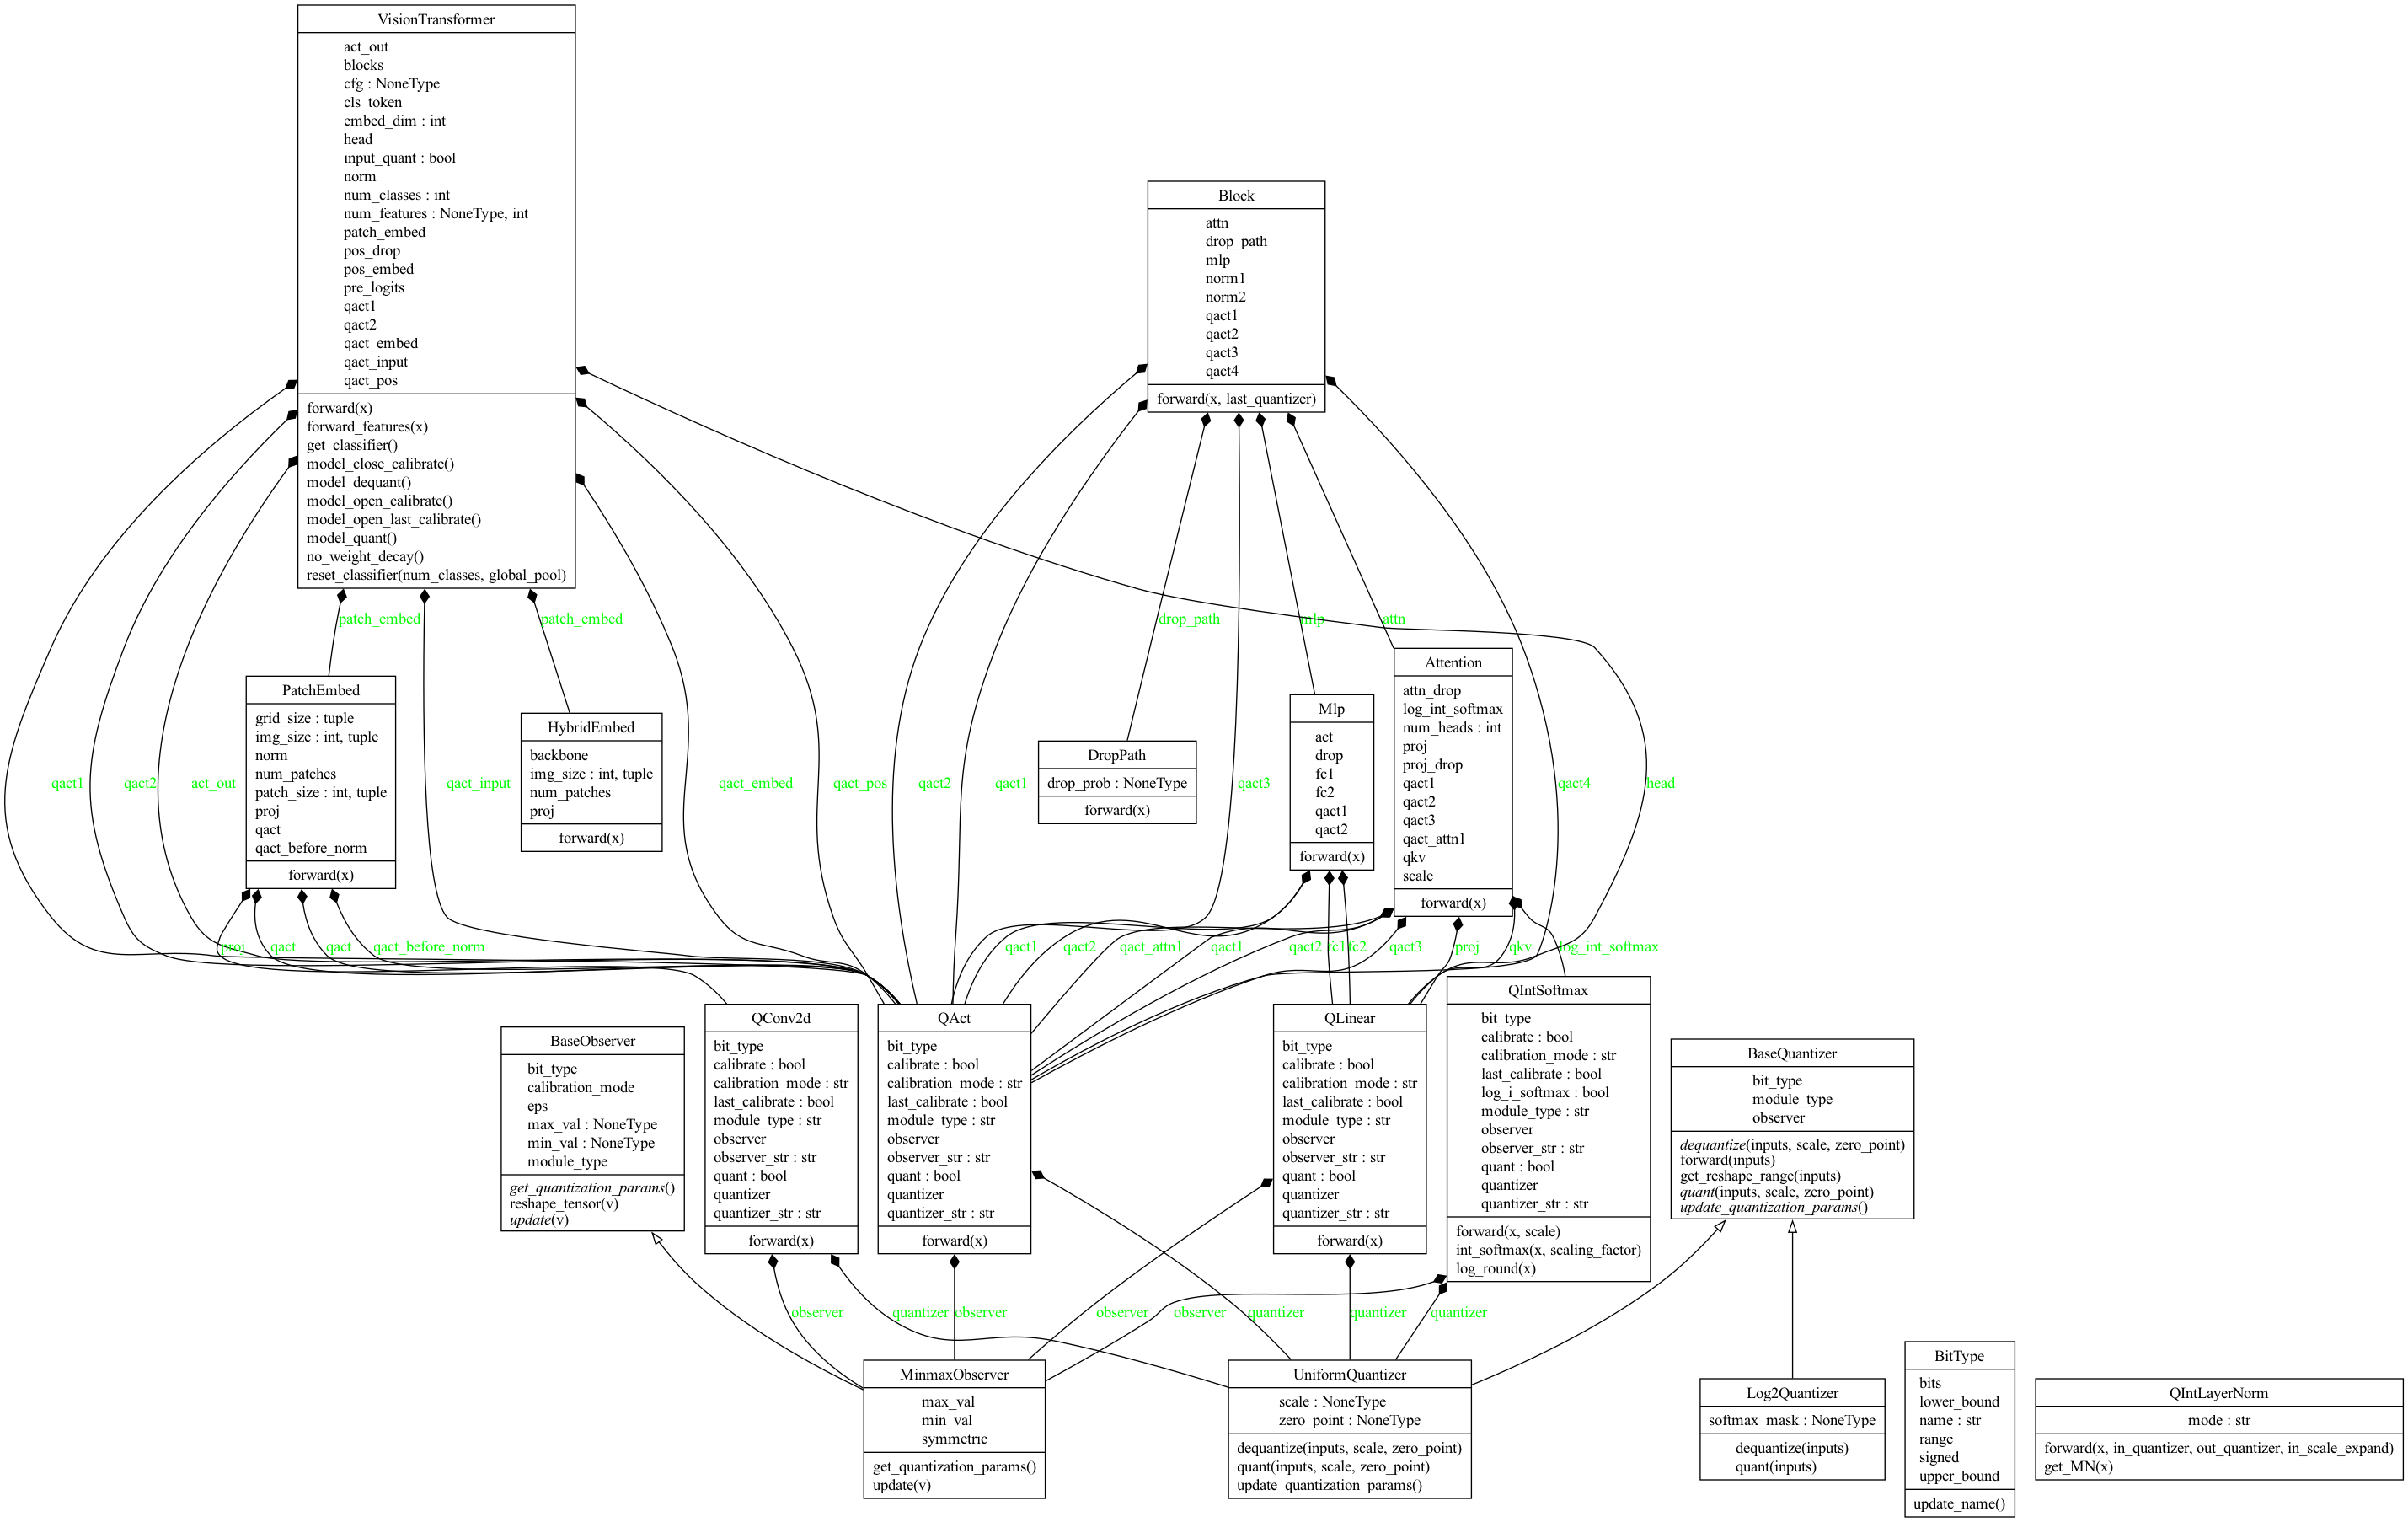 VisionTransformer
act_out
blocks
cfg : NoneType
cls_token
embed_dim : int
head
input_quant : bool
norm
num_classes : int
num_features : NoneType, int
patch_embed
pos_drop
pos_embed
pre_logits
qact1
qact2
qact_embed
qact_input
qact_pos
forward(x)
forward_features(x)
get_classifier()
model_close_calibrate()
model_dequant()
model_open_calibrate()
model_open_last_calibrate()
model_quant()
no_weight_decay()
reset_classifier(num_classes, global_pool)
Block
attn
drop_path
mlp
norm1
norm2
qact1
qact2
qact3
qact4
forward(x, last_quantizer)
patch_embed
patch_embed
drop_path
mlp
attn
PatchEmbed
grid_size : tuple
img_size : int, tuple
norm
num_patches
patch_size : int, tuple
proj
qact
qact_before_norm
forward(x)
HybridEmbed
backbone
img_size : int, tuple
num_patches
proj
forward(x)
DropPath
drop_prob : NoneType
forward(x)
Mlp
act
drop
fc1
fc2
qact1
qact2
forward(x)
Attention
attn_drop
log_int_softmax
num_heads : int
proj
proj_drop
qact1
qact2
qact3
qact_attn1
qkv
scale
forward(x)
qact1
qact2
act_out
qact_input
qact_embed
qact_pos
qact2
qact1
qact3
qact4
head
proj
qact
qact
qact_before_norm
qact1
qact2
qact_attn1
qact1
qact2
fc1
fc2
qact3
proj
qkv
log_int_softmax
BaseObserver
bit_type
calibration_mode
eps
max_val : NoneType
min_val : NoneType
module_type
get_quantization_params()
reshape_tensor(v)
update(v)
QConv2d
bit_type
calibrate : bool
calibration_mode : str
last_calibrate : bool
module_type : str
observer
observer_str : str
quant : bool
quantizer
quantizer_str : str
forward(x)
QAct
bit_type
calibrate : bool
calibration_mode : str
last_calibrate : bool
module_type : str
observer
observer_str : str
quant : bool
quantizer
quantizer_str : str
forward(x)
QLinear
bit_type
calibrate : bool
calibration_mode : str
last_calibrate : bool
module_type : str
observer
observer_str : str
quant : bool
quantizer
quantizer_str : str
forward(x)
QIntSoftmax
bit_type
calibrate : bool
calibration_mode : str
last_calibrate : bool
log_i_softmax : bool
module_type : str
observer
observer_str : str
quant : bool
quantizer
quantizer_str : str
forward(x, scale)
int_softmax(x, scaling_factor)
log_round(x)
BaseQuantizer
bit_type
module_type
observer
dequantize(inputs, scale, zero_point)
forward(inputs)
get_reshape_range(inputs)
quant(inputs, scale, zero_point)
update_quantization_params()
observer
quantizer
observer
quantizer
observer
observer
quantizer
quantizer
MinmaxObserver
max_val
min_val
symmetric
get_quantization_params()
update(v)
UniformQuantizer
scale : NoneType
zero_point : NoneType
dequantize(inputs, scale, zero_point)
quant(inputs, scale, zero_point)
update_quantization_params()
Log2Quantizer
softmax_mask : NoneType
dequantize(inputs)
quant(inputs)
BitType
bits
lower_bound
name : str
range
signed
upper_bound
update_name()
QIntLayerNorm
mode : str
forward(x, in_quantizer, out_quantizer, in_scale_expand)
get_MN(x)